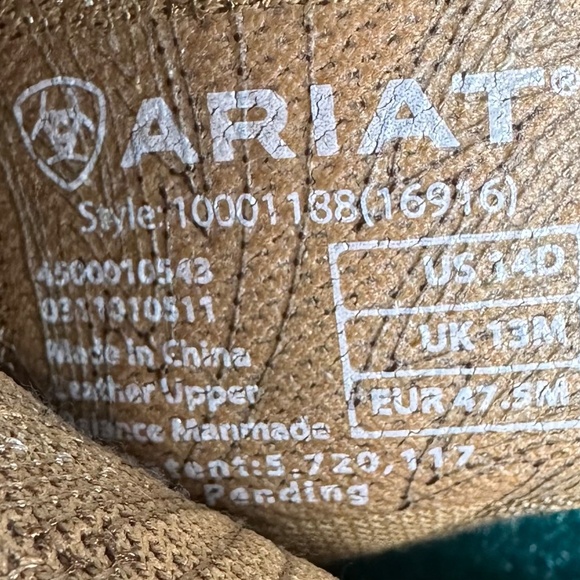 ARIAT®
Style: 10001188(16916)
4500010543
0311010511
Made in China
Leather Upper
Balance Manmade
Patent:5,720,117
Pending
US 14D
UK 13M
EUR 47.5M